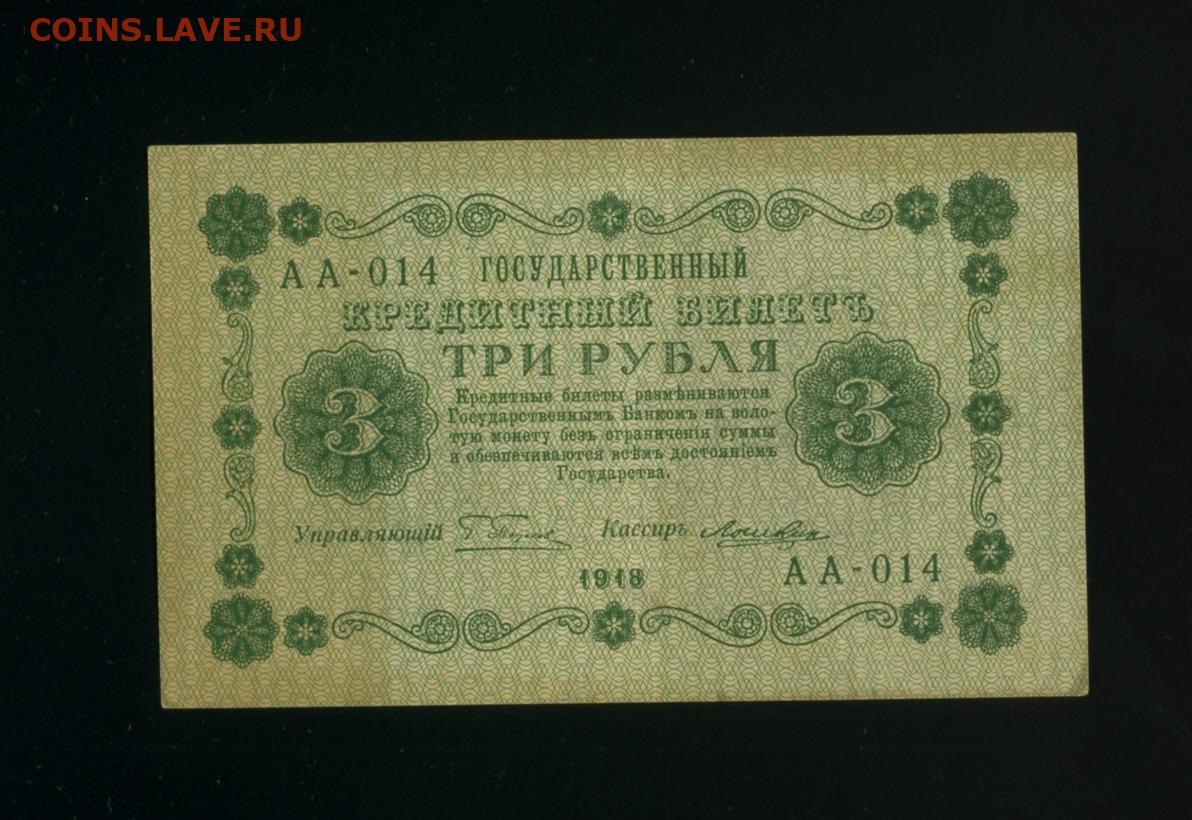 COINS.LAVE.RU
АА-014 ГОСУДАРСТВЕННЫЙ
КРЕДИТНЫЙ БИЛЕТЪ
ТРИ РУБЛЯ
3 3
Кредитные билеты размѣниваются
Государственнымъ Банкомъ на золо-
тую монету безъ ограниченія суммы
и обезпечиваются всѣмъ достояніемъ
Государства.
Управляющій Кассиръ
1918
АА-014